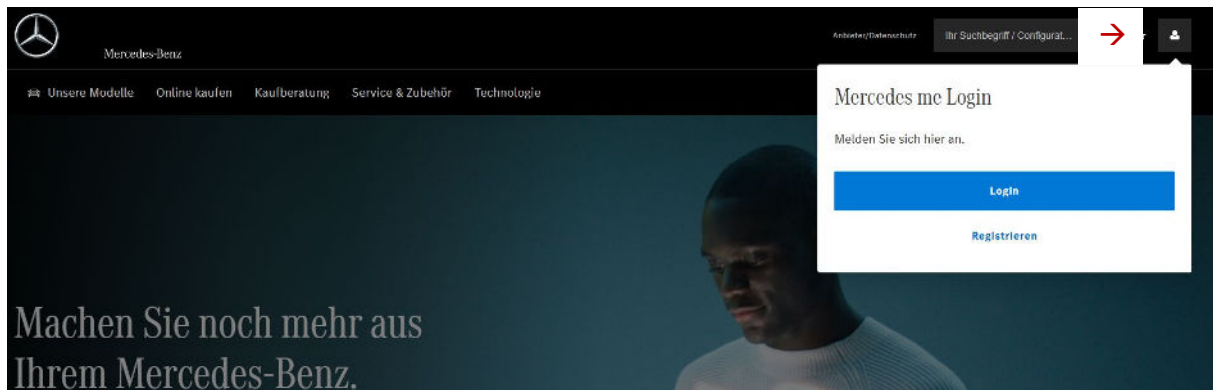 Mercedes-Benz
Anbieter/Datenschutz
Ihr Suchbegriff / Configurat...
Unsere Modelle
Online kaufen
Kaufberatung
Service & Zubehör
Technologie
Mercedes me Login
Melden Sie sich hier an.
Login
Registrieren
Machen Sie noch mehr aus
Ihrem Mercedes-Benz.